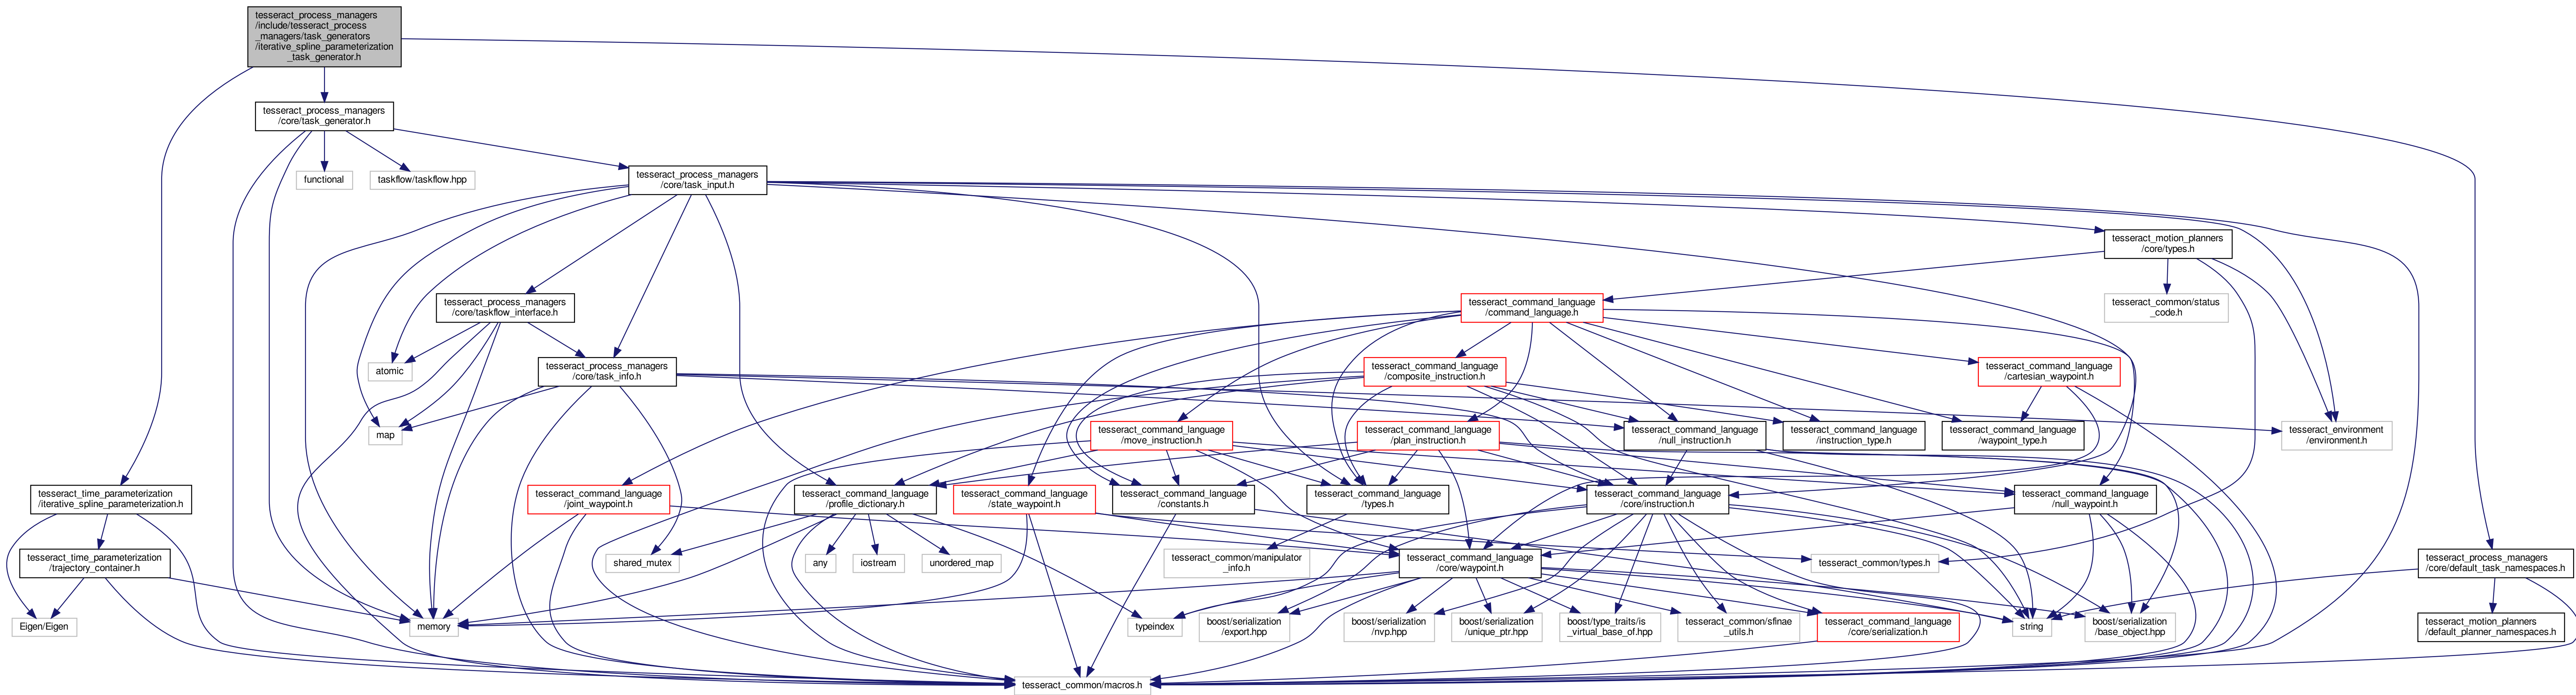 tesseract_process_managers
/include/tesseract_process
_managers/task_generators
/iterative_spline_parameterization
_task_generator.h
tesseract_process_managers
/core/task_generator.h
functional
taskflow/taskflow.hpp
tesseract_process_managers
/core/task_input.h
tesseract_motion_planners
/core/types.h
tesseract_process_managers
/core/taskflow_interface.h
tesseract_command_language
/command_language.h
tesseract_common/status
_code.h
atomic
tesseract_process_managers
/core/task_info.h
tesseract_command_language
/composite_instruction.h
tesseract_command_language
/cartesian_waypoint.h
map
tesseract_command_language
/move_instruction.h
tesseract_command_language
/plan_instruction.h
tesseract_command_language
/null_instruction.h
tesseract_command_language
/instruction_type.h
tesseract_command_language
/waypoint_type.h
tesseract_environment
/environment.h
tesseract_time_parameterization
/iterative_spline_parameterization.h
tesseract_command_language
/joint_waypoint.h
tesseract_command_language
/profile_dictionary.h
tesseract_command_language
/state_waypoint.h
tesseract_command_language
/constants.h
tesseract_command_language
/types.h
tesseract_command_language
/core/instruction.h
tesseract_command_language
/null_waypoint.h
tesseract_time_parameterization
/trajectory_container.h
shared_mutex
any
iostream
unordered_map
tesseract_common/manipulator
_info.h
tesseract_command_language
/core/waypoint.h
tesseract_common/types.h
tesseract_process_managers
/core/default_task_namespaces.h
Eigen/Eigen
memory
typeindex
boost/serialization
/export.hpp
boost/serialization
/nvp.hpp
boost/serialization
/unique_ptr.hpp
boost/type_traits/is
_virtual_base_of.hpp
tesseract_common/sfinae
_utils.h
tesseract_command_language
/core/serialization.h
string
boost/serialization
/base_object.hpp
tesseract_motion_planners
/default_planner_namespaces.h
tesseract_common/macros.h